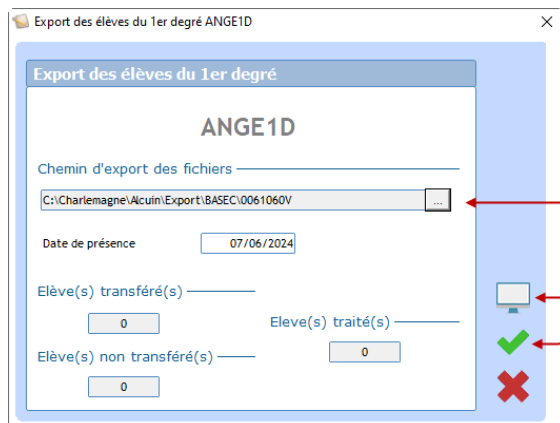 Export des élèves du 1er degré ANGE1D
Export des élèves du 1er degré
ANGE1D
Chemin d'export des fichiers
C:\Charlemagne\Alcuin\Export\BASEC\0061060V
...
Date de présence 07/06/2024
Elève(s) transféré(s)
0
Eleve(s) traité(s)
0
Elève(s) non transféré(s)
0